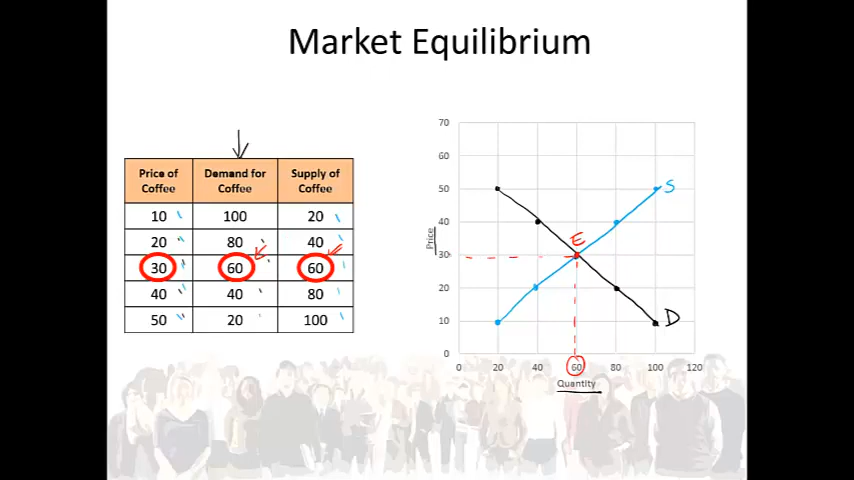 Market Equilibrium
Price of Coffee Demand for Coffee Supply of Coffee
10 100 20
20 80 40
30 60 60
40 40 80
50 20 100
70
60
50
40
30
20
10
0
Price
S
E
D
0 20 40 60 80 100 120
Quantity